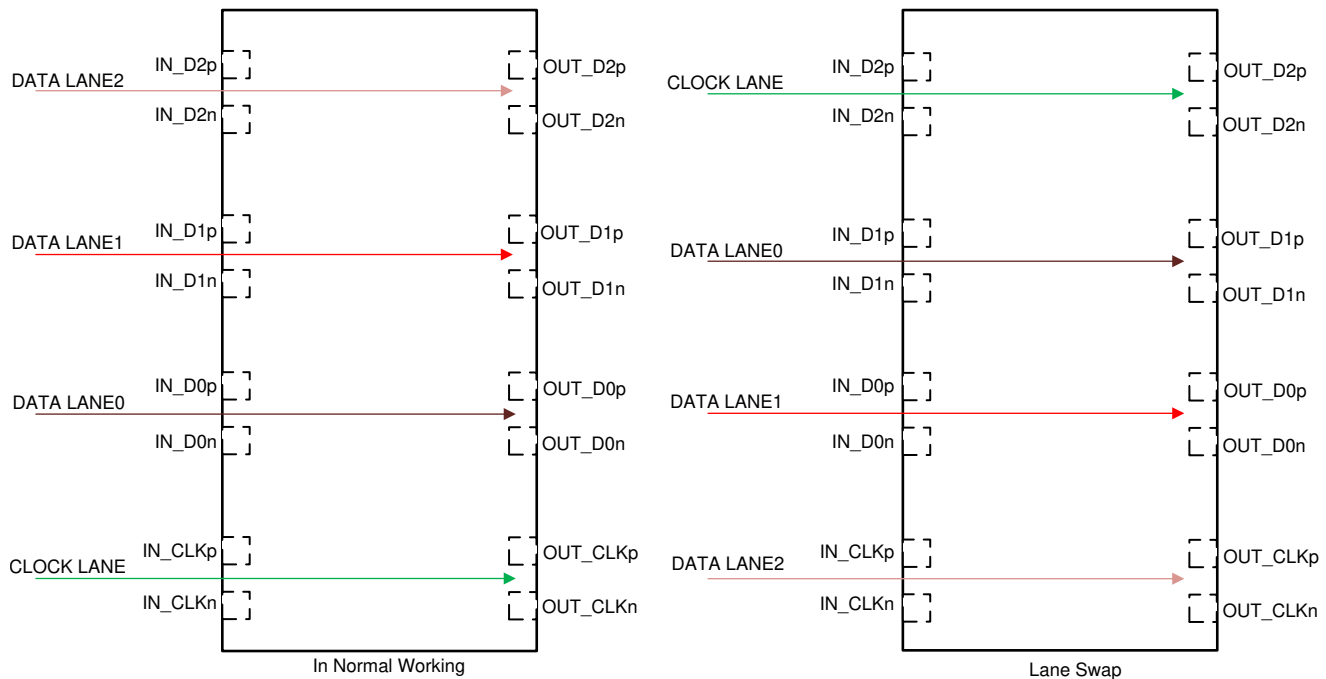 IN_D2p
OUT_D2p
DATA LANE2
IN_D2n
OUT_D2n
IN_D1p
OUT_D1p
DATA LANE1
IN_D1n
OUT_D1n
IN_D0p
OUT_D0p
DATA LANE0
IN_D0n
OUT_D0n
IN_CLKp
OUT_CLKp
CLOCK LANE
IN_CLKn
OUT_CLKn
In Normal Working
IN_D2p
OUT_D2p
CLOCK LANE
IN_D2n
OUT_D2n
IN_D1p
OUT_D1p
DATA LANE0
IN_D1n
OUT_D1n
IN_D0p
OUT_D0p
DATA LANE1
IN_D0n
OUT_D0n
IN_CLKp
OUT_CLKp
DATA LANE2
IN_CLKn
OUT_CLKn
Lane Swap